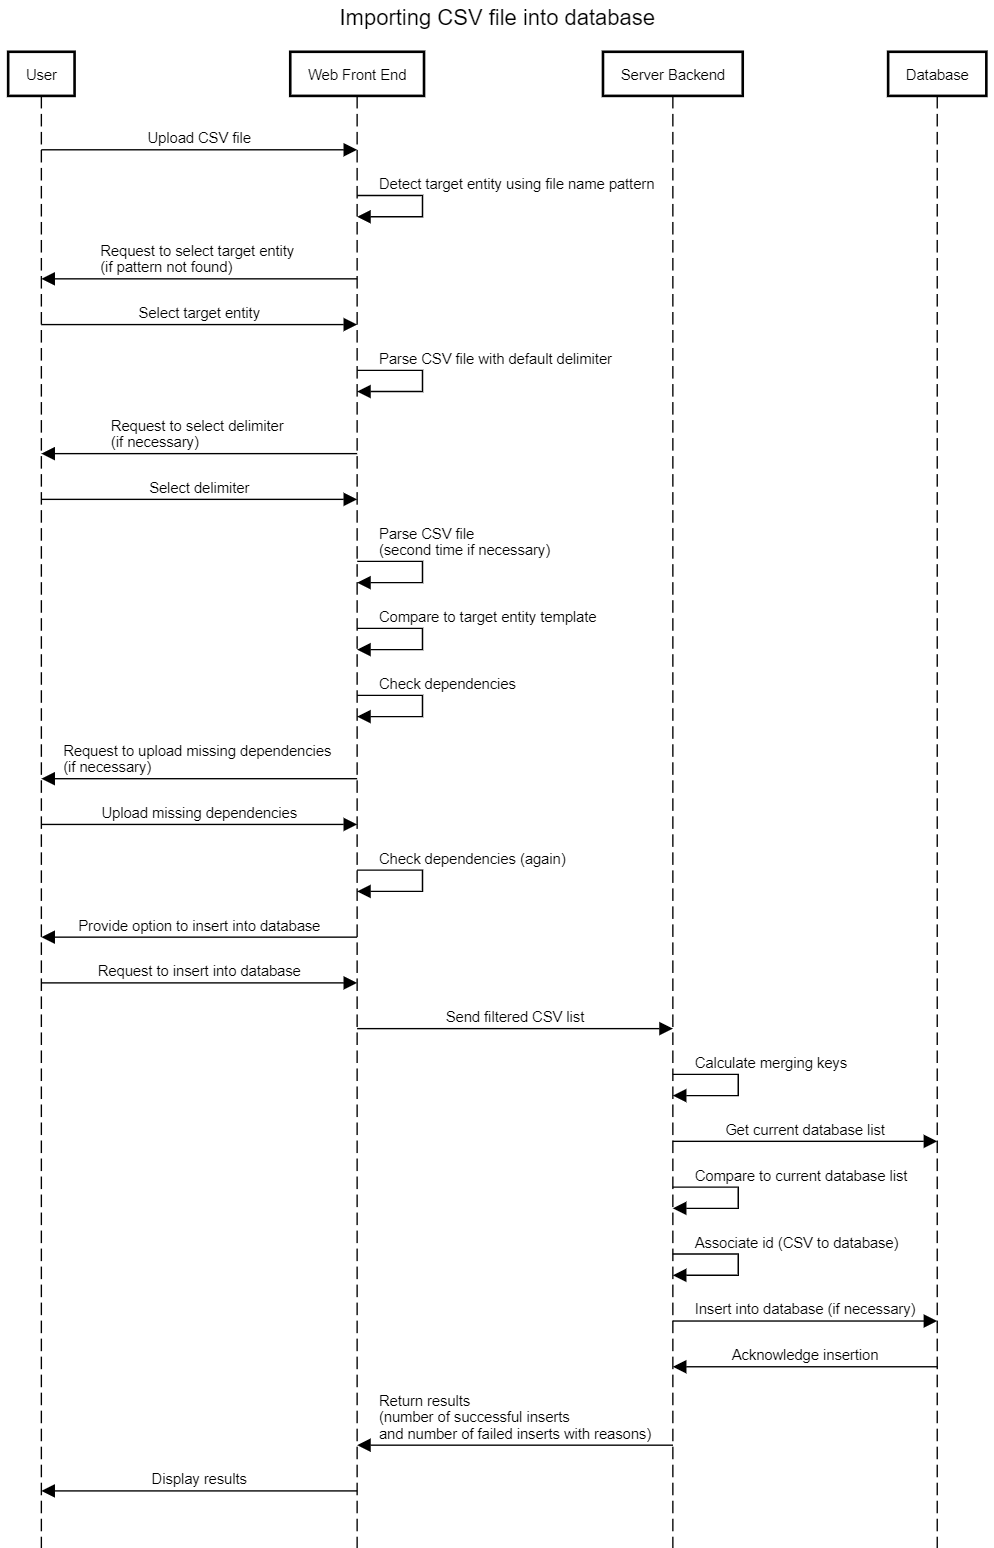 Importing CSV file into database
User
Web Front End
Server Backend
Database
Upload CSV file
Detect target entity using file name pattern
Request to select target entity
(if pattern not found)
Select target entity
Parse CSV file with default delimiter
Request to select delimiter
(if necessary)
Select delimiter
Parse CSV file
(second time if necessary)
Compare to target entity template
Check dependencies
Request to upload missing dependencies
(if necessary)
Upload missing dependencies
Check dependencies (again)
Provide option to insert into database
Request to insert into database
Send filtered CSV list
Calculate merging keys
Get current database list
Compare to current database list
Associate id (CSV to database)
Insert into database (if necessary)
Acknowledge insertion
Return results
(number of successful inserts
and number of failed inserts with reasons)
Display results